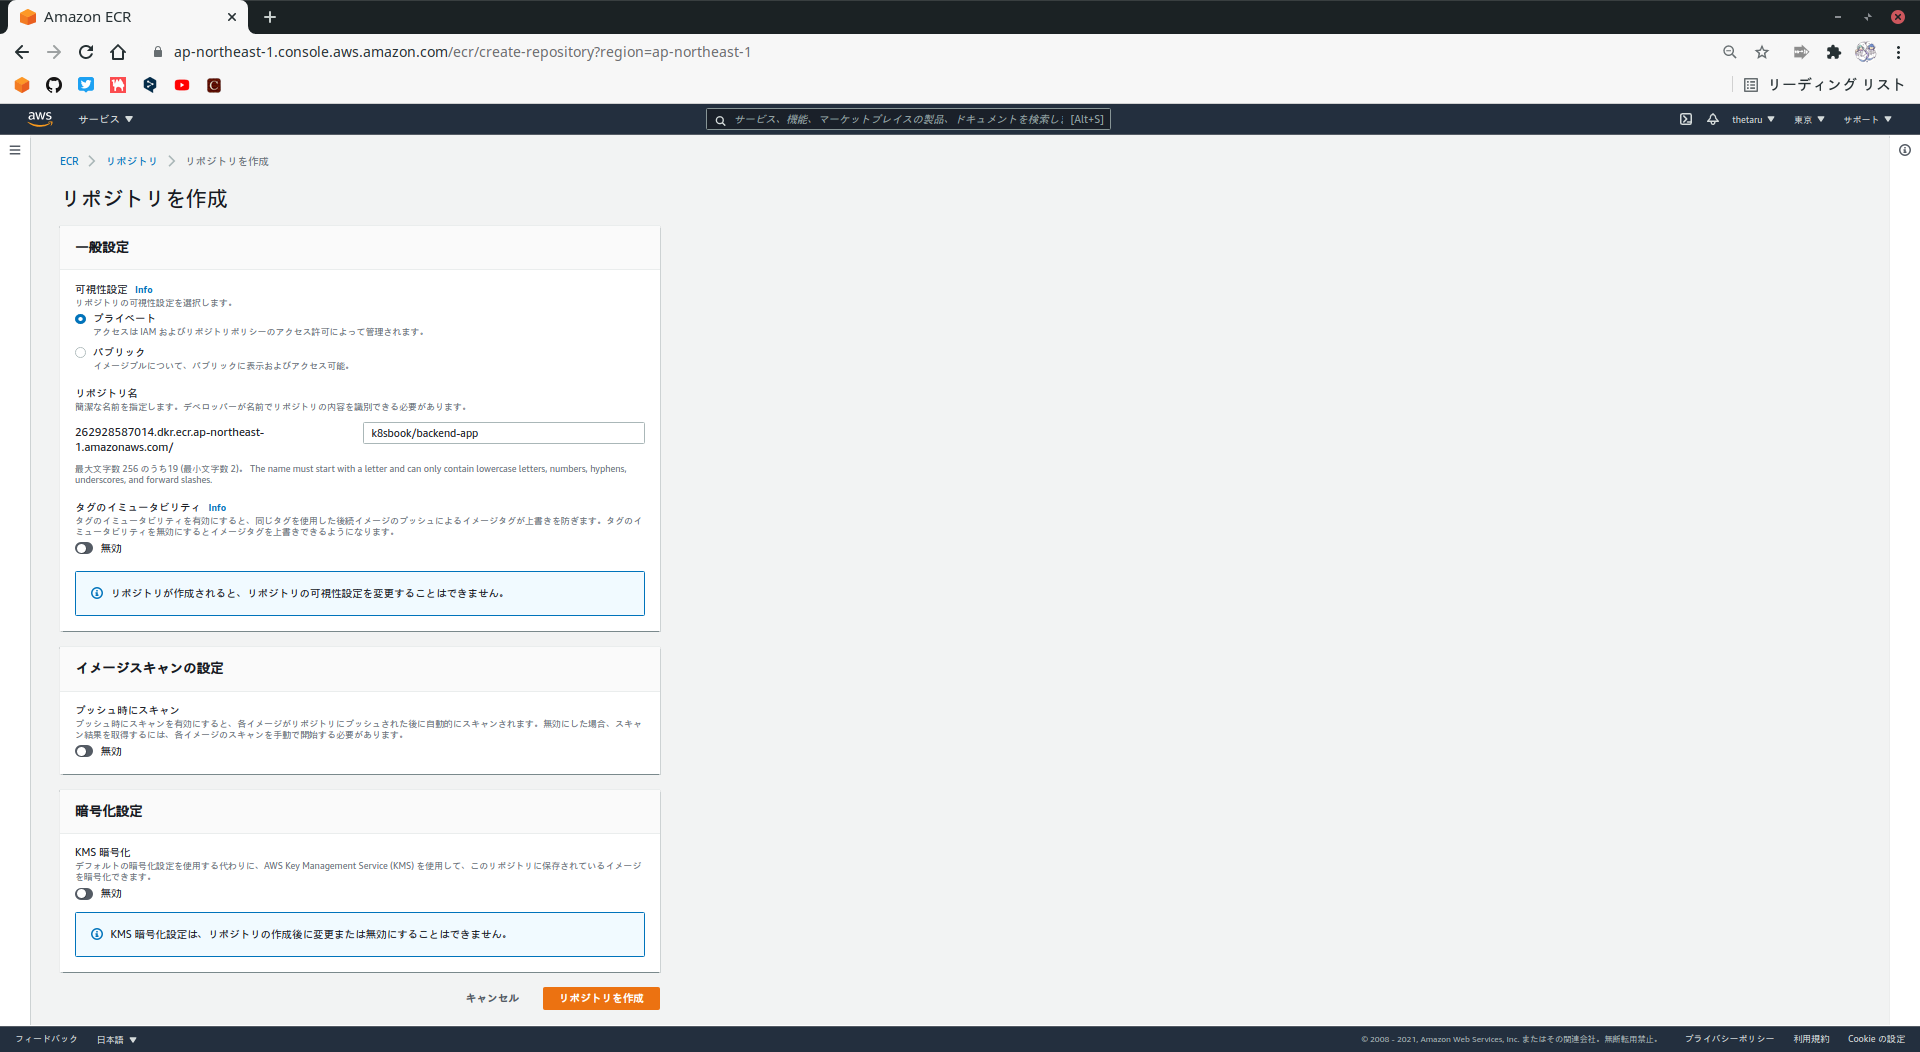 Amazon ECR
ap-northeast-1.console.aws.amazon.com/ecr/create-repository?region=ap-northeast-1
リーディング リスト
aws サービス サービス、機能、マーケットプレイスの製品、ドキュメントを検索し [Alt+S] thetaru 東京 サポート
ECR リポジトリ リポジトリを作成
リポジトリを作成
一般設定
可視性設定 Info
リポジトリの可視性設定を選択します。
プライベート
アクセスは IAM およびリポジトリポリシーのアクセス許可によって管理されます。
パブリック
イメージプルについて、パブリックに表示およびアクセス可能。
リポジトリ名
簡潔な名前を指定します。デベロッパーが名前でリポジトリの内容を識別できる必要があります。
262928587014.dkr.ecr.ap-northeast-
1.amazonaws.com/
k8sbook/backend-app
最大文字数 256 のうち19 (最小文字数 2)。 The name must start with a letter and can only contain lowercase letters, numbers, hyphens,
underscores, and forward slashes.
タグのイミュータビリティ Info
タグのイミュータビリティを有効にすると、同じタグを使用した後続イメージのプッシュによるイメージタグが上書きを防ぎます。タグのイ
ミュータビリティを無効にするとイメージタグを上書きできるようになります。
無効
リポジトリが作成されると、リポジトリの可視性設定を変更することはできません。
イメージスキャンの設定
プッシュ時にスキャン
プッシュ時にスキャンを有効にすると、各イメージがリポジトリにプッシュされた後に自動的にスキャンされます。無効にした場合、スキャ
ン結果を取得するには、各イメージのスキャンを手動で開始する必要があります。
無効
暗号化設定
KMS 暗号化
デフォルトの暗号化設定を使用する代わりに、AWS Key Management Service (KMS) を使用して、このリポジトリに保存されているイメージ
を暗号化できます。
無効
KMS 暗号化設定は、リポジトリの作成後に変更または無効にすることはできません。
キャンセル リポジトリを作成
フィードバック 日本語 © 2008 - 2021, Amazon Web Services, Inc. またはその関連会社。無断転用禁止。 プライバシーポリシー 利用規約 Cookie の設定